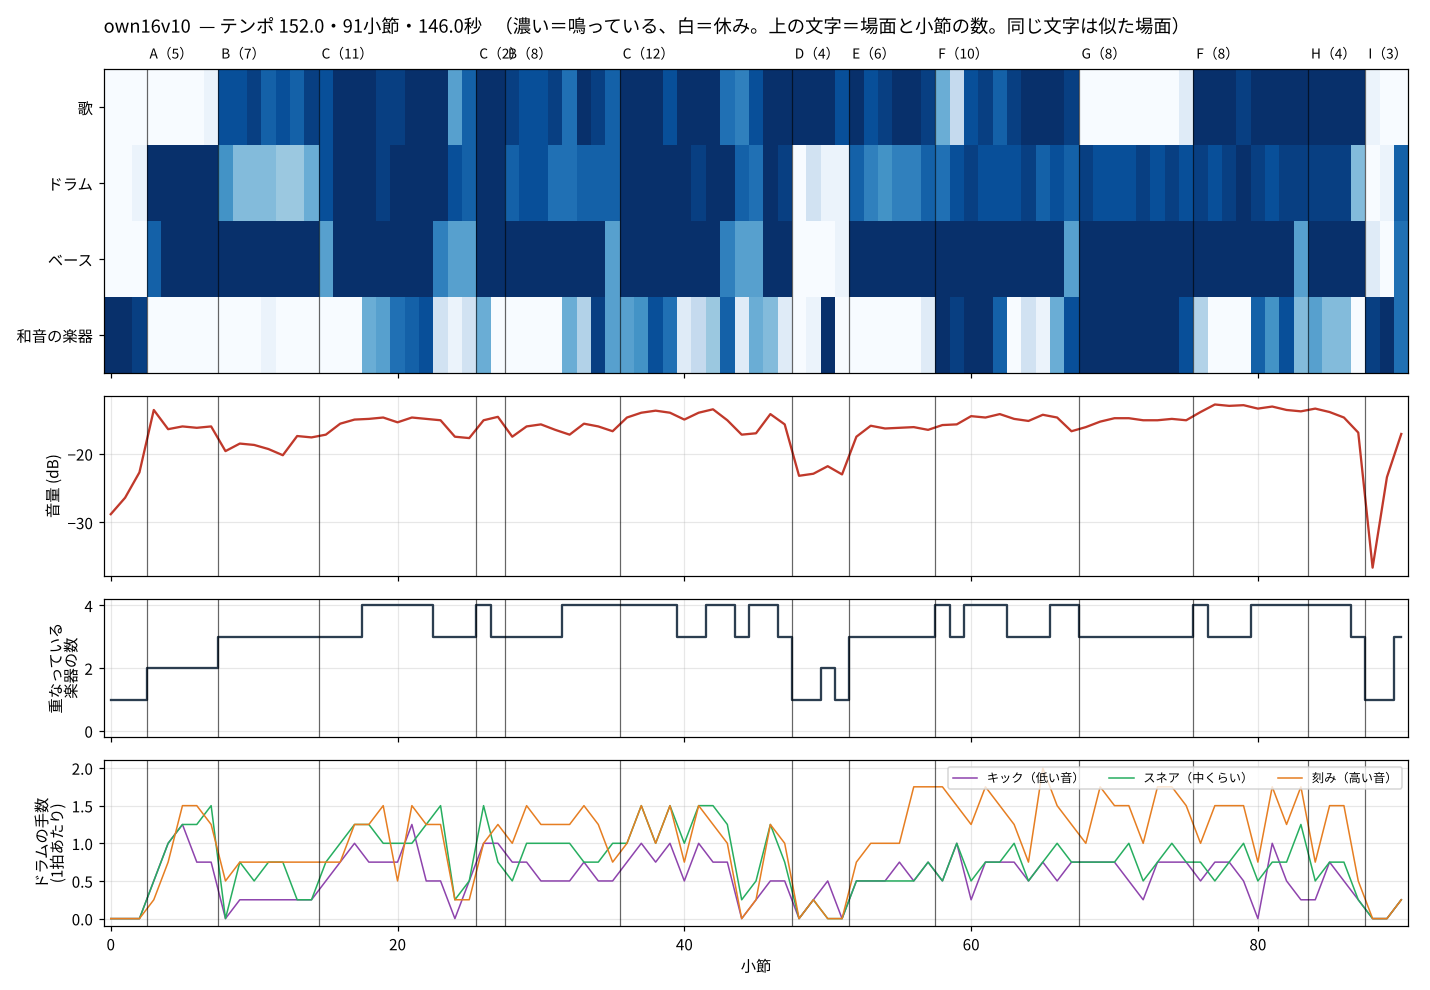 own16v10 — テンポ 152.0・91小節・146.0秒 （濃い＝鳴っている、白＝休み。上の文字＝場面と小節の数。同じ文字は似た場面）
A（5） B（7） C（11） C（2） B（8） C（12） D（4） E（6） F（10） G（8） F（8） H（4） I（3）
歌
ドラム
ベース
和音の楽器
音量 (dB)
−20
−30
重なっている
楽器の数
4
2
0
ドラムの手数
(1拍あたり)
2.0
1.5
1.0
0.5
0.0
キック（低い音） スネア（中くらい） 刻み（高い音）
0 20 40 60 80
小節